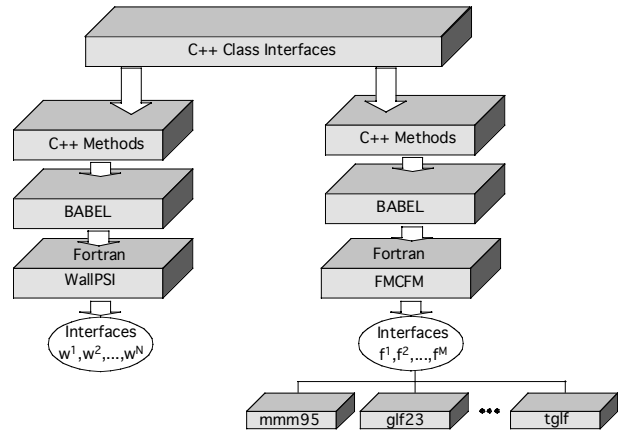 C++ Class Interfaces
C++ Methods
C++ Methods
BABEL
BABEL
Fortran
WallPSI
Fortran
FMCFM
Interfaces
w¹,w²,...,wᴺ
Interfaces
f¹,f²,...,fᴹ
mmm95
glf23
•••
tglf